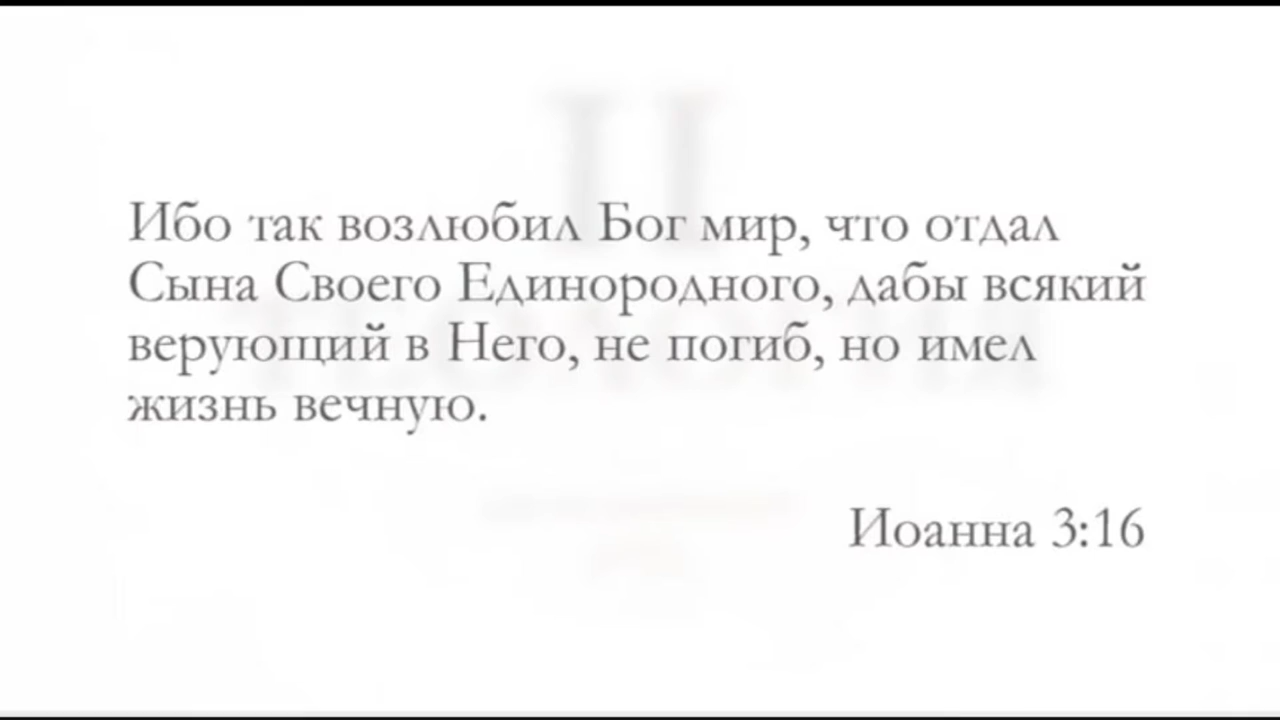 Ибо так возлюбил Бог мир, что отдал
Сына Своего Единородного, дабы всякий
верующий в Него, не погиб, но имел
жизнь вечную.
Иоанна 3:16